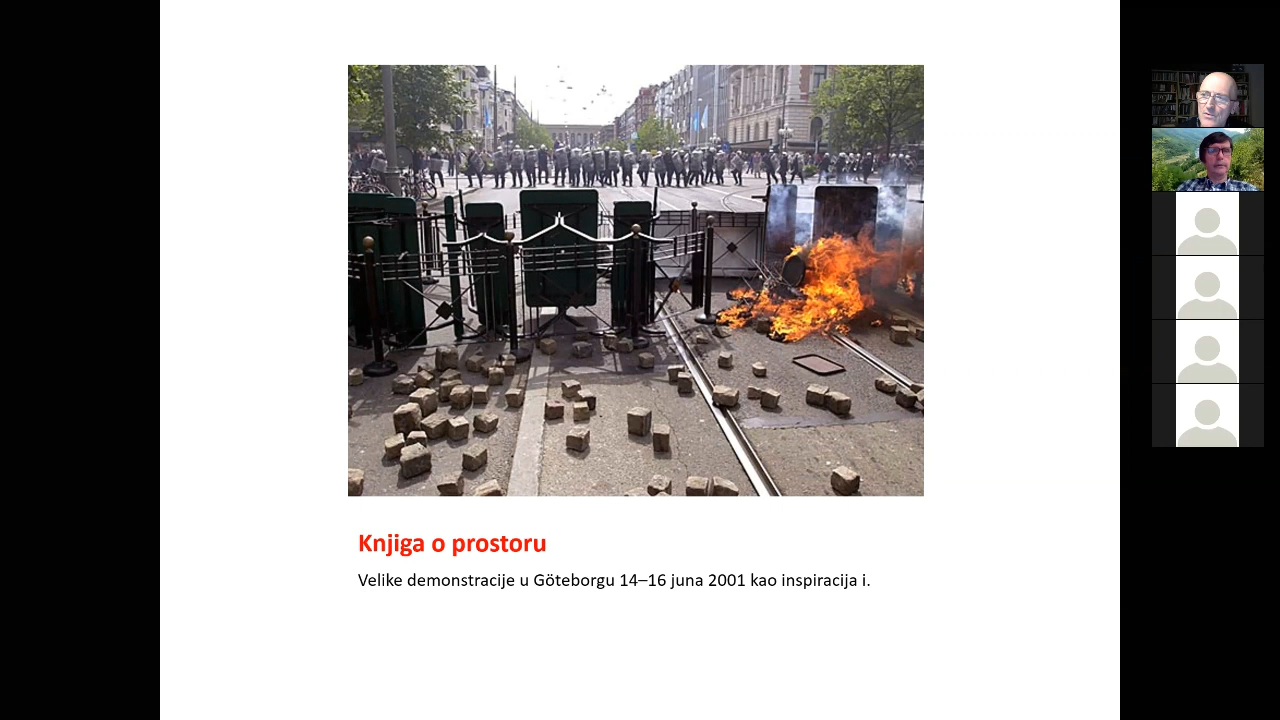 Knjiga o prostoru
Velike demonstracije u Göteborgu 14–16 juna 2001 kao inspiracija i.